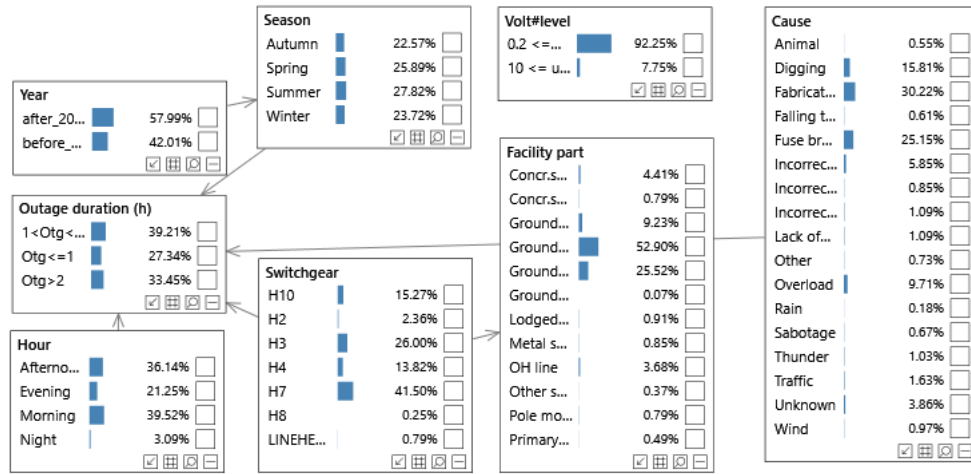 Season
Autumn 22.57%
Spring 25.89%
Summer 27.82%
Winter 23.72%
Volt#level
0.2 <=... 92.25%
10 <= u... 7.75%
Cause
Animal 0.55%
Digging 15.81%
Fabricat... 30.22%
Falling t... 0.61%
Fuse br... 25.15%
Incorrec... 5.85%
Incorrec... 0.85%
Incorrec... 1.09%
Lack of... 1.09%
Other 0.73%
Overload 9.71%
Rain 0.18%
Sabotage 0.67%
Thunder 1.03%
Traffic 1.63%
Unknown 3.86%
Wind 0.97%
Year
after_20... 57.99%
before_... 42.01%
Facility part
Concr.s... 4.41%
Concr.s... 0.79%
Ground... 9.23%
Ground... 52.90%
Ground... 25.52%
Ground... 0.07%
Lodged... 0.91%
Metal s... 0.85%
OH line 3.68%
Other s... 0.37%
Pole mo... 0.79%
Primary... 0.49%
Outage duration (h)
1<Otg<... 39.21%
Otg<=1 27.34%
Otg>2 33.45%
Switchgear
H10 15.27%
H2 2.36%
H3 26.00%
H4 13.82%
H7 41.50%
H8 0.25%
LINEHE... 0.79%
Hour
Afterno... 36.14%
Evening 21.25%
Morning 39.52%
Night 3.09%